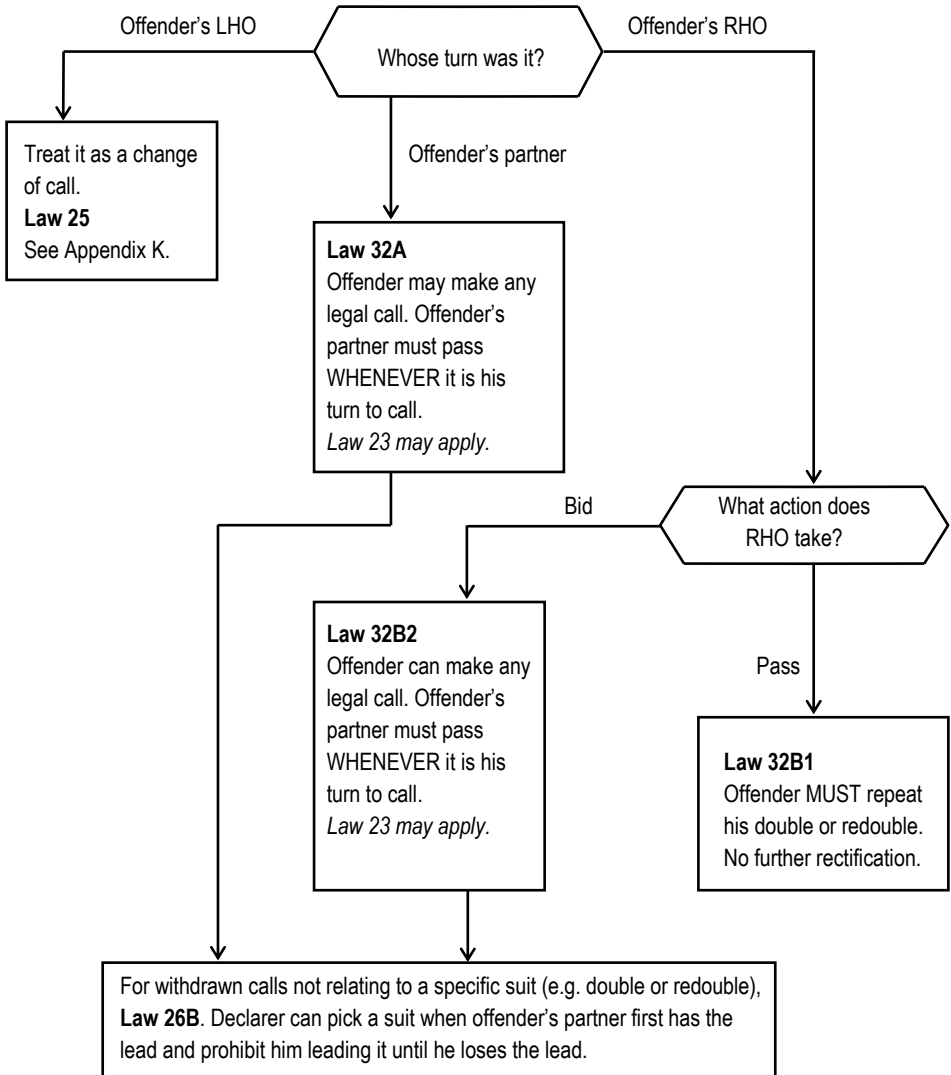 Offender’s LHO
Whose turn was it?
Offender’s RHO
Treat it as a change
of call.
Law 25
See Appendix K.
Offender’s partner
Law 32A
Offender may make any
legal call. Offender’s
partner must pass
WHENEVER it is his
turn to call.
Law 23 may apply.
Bid
What action does
RHO take?
Law 32B2
Offender can make any
legal call. Offender’s
partner must pass
WHENEVER it is his
turn to call.
Law 23 may apply.
Pass
Law 32B1
Offender MUST repeat
his double or redouble.
No further rectification.
For withdrawn calls not relating to a specific suit (e.g. double or redouble),
Law 26B. Declarer can pick a suit when offender’s partner first has the
lead and prohibit him leading it until he loses the lead.